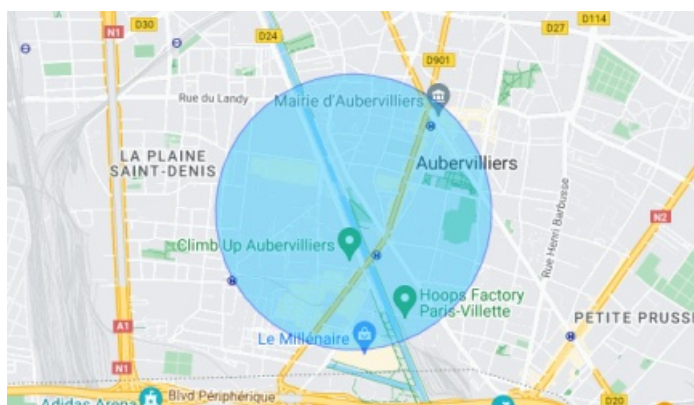 D30
N1
D24
D114
D27
D901
Rue du Landy
Mairie d'Aubervilliers
LA PLAINE
SAINT-DENIS
Aubervilliers
Rue Henri Barbusse
N2
Climb Up Aubervilliers
Hoops Factory
Paris-Villette
PETITE PRUSSE
A1
Le Millénaire
N1
Blvd Périphérique
Adidas Arena
D20